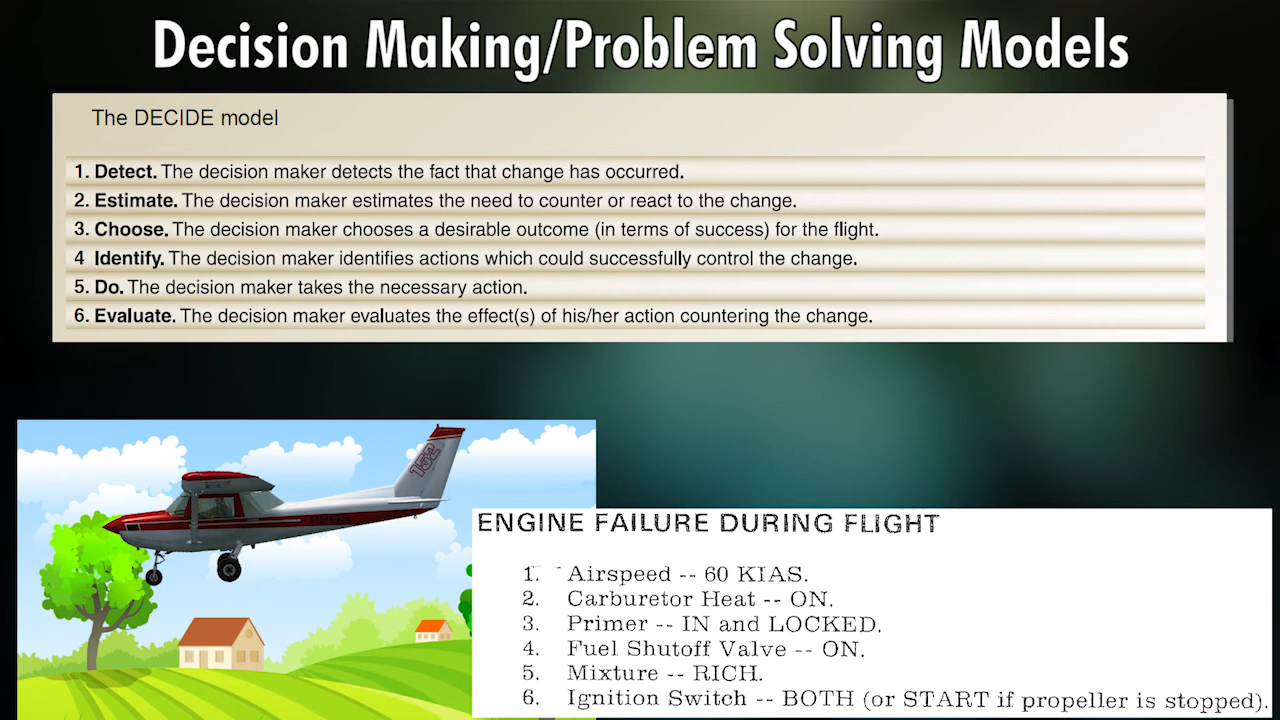 Decision Making/Problem Solving Models
The DECIDE model
1. Detect. The decision maker detects the fact that change has occurred.
2. Estimate. The decision maker estimates the need to counter or react to the change.
3. Choose. The decision maker chooses a desirable outcome (in terms of success) for the flight.
4 Identify. The decision maker identifies actions which could successfully control the change.
5. Do. The decision maker takes the necessary action.
6. Evaluate. The decision maker evaluates the effect(s) of his/her action countering the change.
152
ENGINE FAILURE DURING FLIGHT
1. Airspeed -- 60 KIAS.
2. Carburetor Heat -- ON.
3. Primer -- IN and LOCKED.
4. Fuel Shutoff Valve -- ON.
5. Mixture -- RICH.
6. Ignition Switch -- BOTH (or START if propeller is stopped).